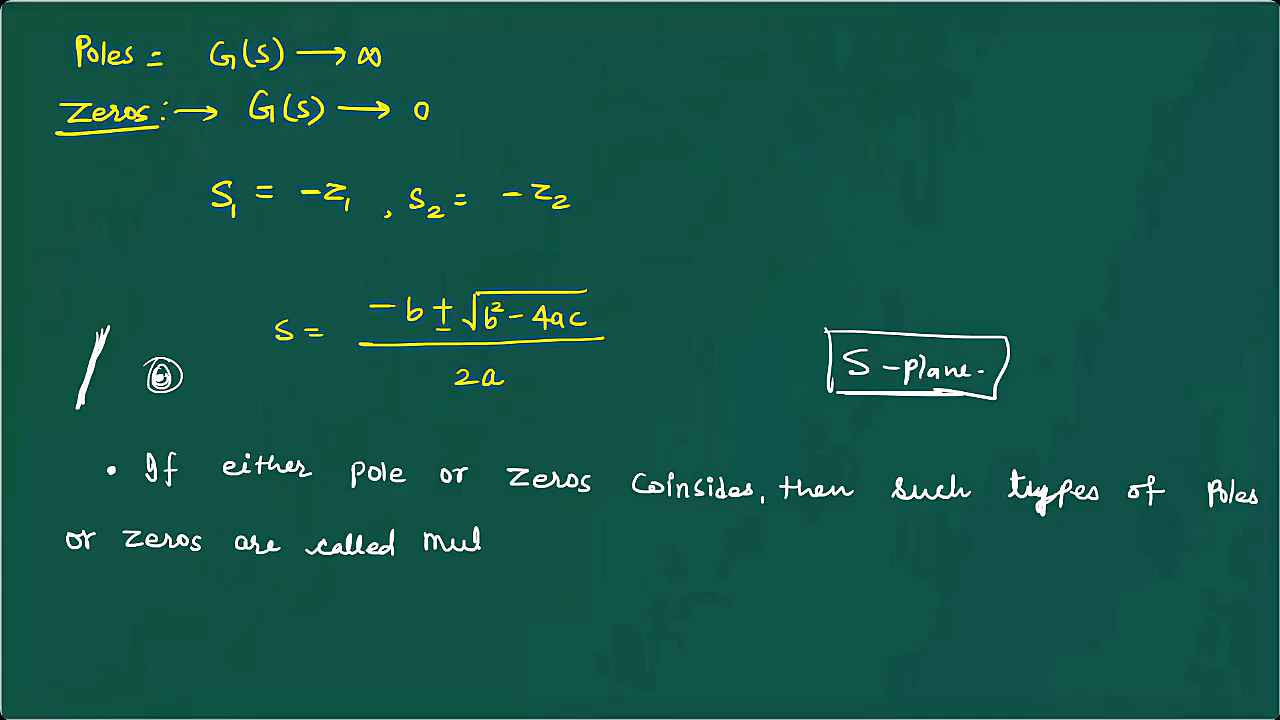 Poles = G(s) → ∞
Zeros :→ G(s) → 0
S₁ = -Z₁ , S₂ = -Z₂
S = (-b ± √(b² - 4ac)) / 2a
S-plane.
• If either pole or zeros Coinsides, then such types of Poles
or zeros are called mul